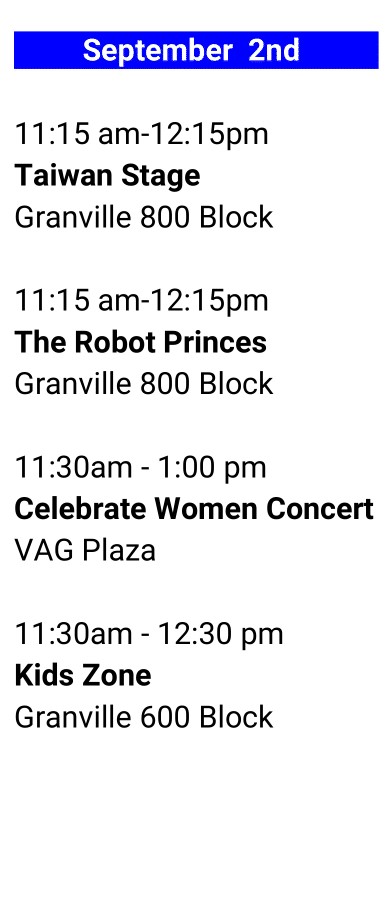 September  2nd
11:15 am-12:15pm
Taiwan Stage
Granville 800 Block
11:15 am-12:15pm
The Robot Princes
Granville 800 Block
11:30am - 1:00 pm
Celebrate Women Concert
VAG Plaza
11:30am - 12:30 pm
Kids Zone
Granville 600 Block